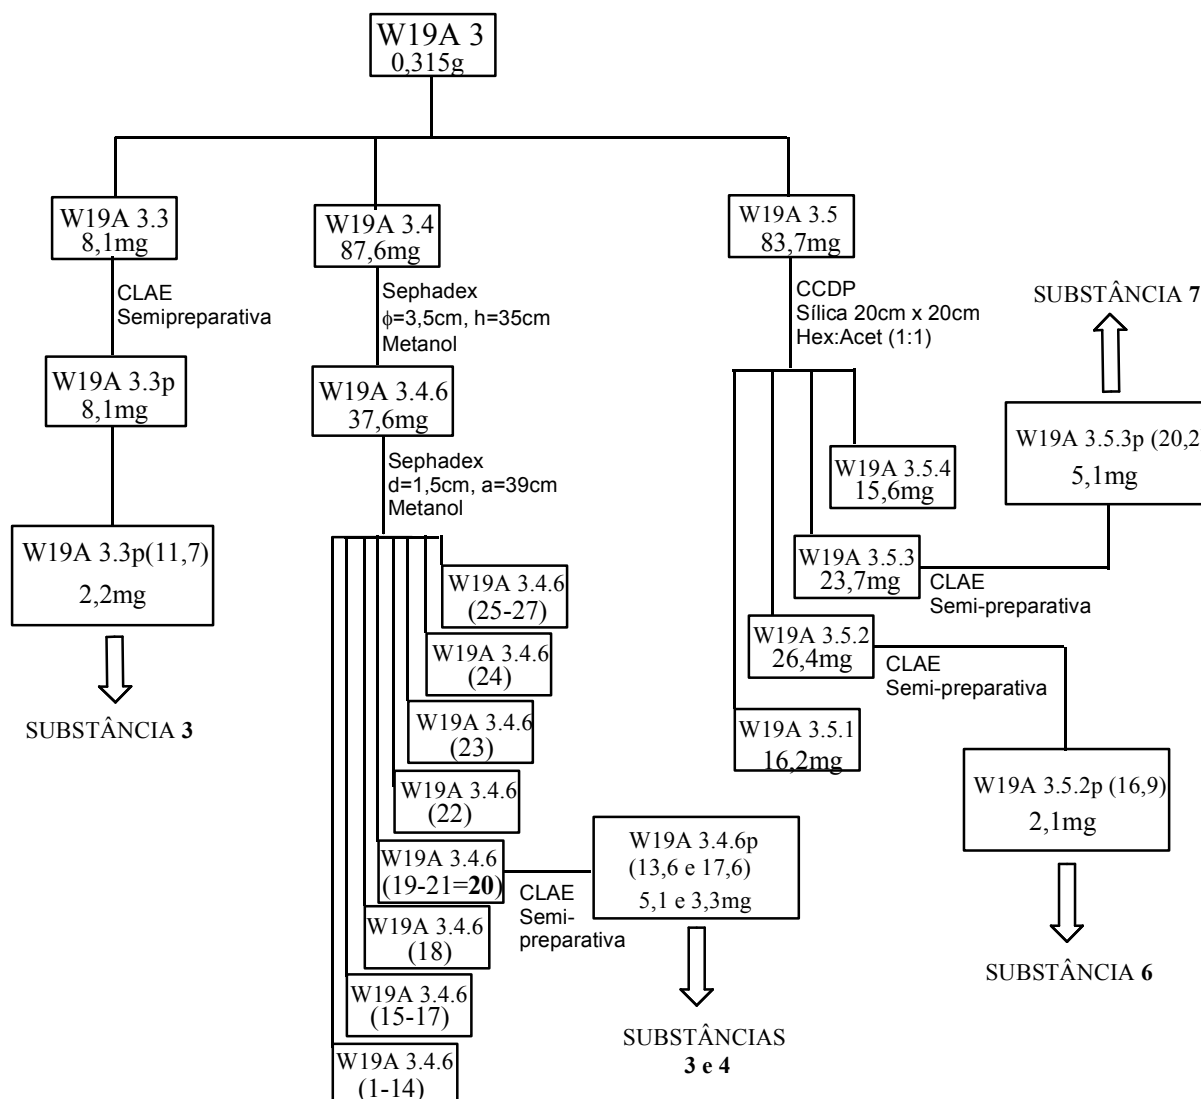 W19A 3
0,315g
W19A 3.3
8,1mg
CLAE
Semipreparativa
W19A 3.3p
8,1mg
W19A 3.3p(11,7)
2,2mg
SUBSTÂNCIA 3
W19A 3.4
87,6mg
Sephadex
ϕ=3,5cm, h=35cm
Metanol
W19A 3.4.6
37,6mg
Sephadex
d=1,5cm, a=39cm
Metanol
W19A 3.4.6
(25-27)
W19A 3.4.6
(24)
W19A 3.4.6
(23)
W19A 3.4.6
(22)
W19A 3.4.6
(19-21=20)
W19A 3.4.6
(18)
W19A 3.4.6
(15-17)
W19A 3.4.6
(1-14)
CLAE
Semi-
preparativa
W19A 3.4.6p
(13,6 e 17,6)
5,1 e 3,3mg
SUBSTÂNCIAS
3 e 4
W19A 3.5
83,7mg
CCDP
Sílica 20cm x 20cm
Hex:Acet (1:1)
W19A 3.5.4
15,6mg
W19A 3.5.3
23,7mg
CLAE
Semi-preparativa
W19A 3.5.3p (20,2
5,1mg
SUBSTÂNCIA 7
W19A 3.5.2
26,4mg
CLAE
Semi-preparativa
W19A 3.5.2p (16,9)
2,1mg
SUBSTÂNCIA 6
W19A 3.5.1
16,2mg